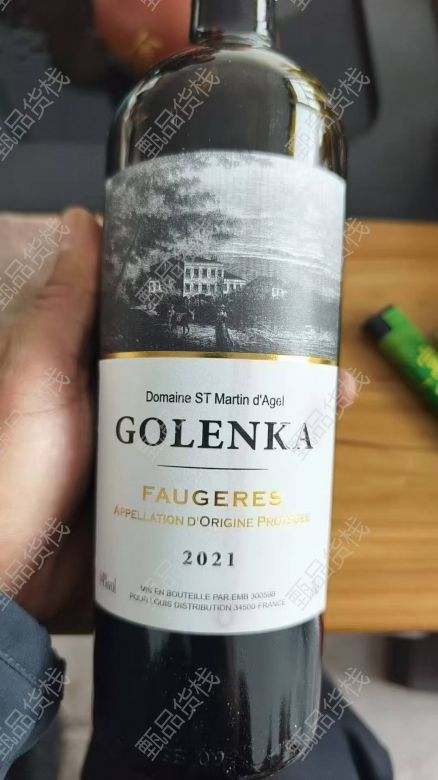 Domaine ST Martin d'Agel
GOLENKA
FAUGERES
APPELLATION D'ORIGINE PROTEGEE
2021
MIS EN BOUTEILLE PAR EMB
POUR LOUIS DISTRIBUTION 34500 FRANCE
甄品货栈